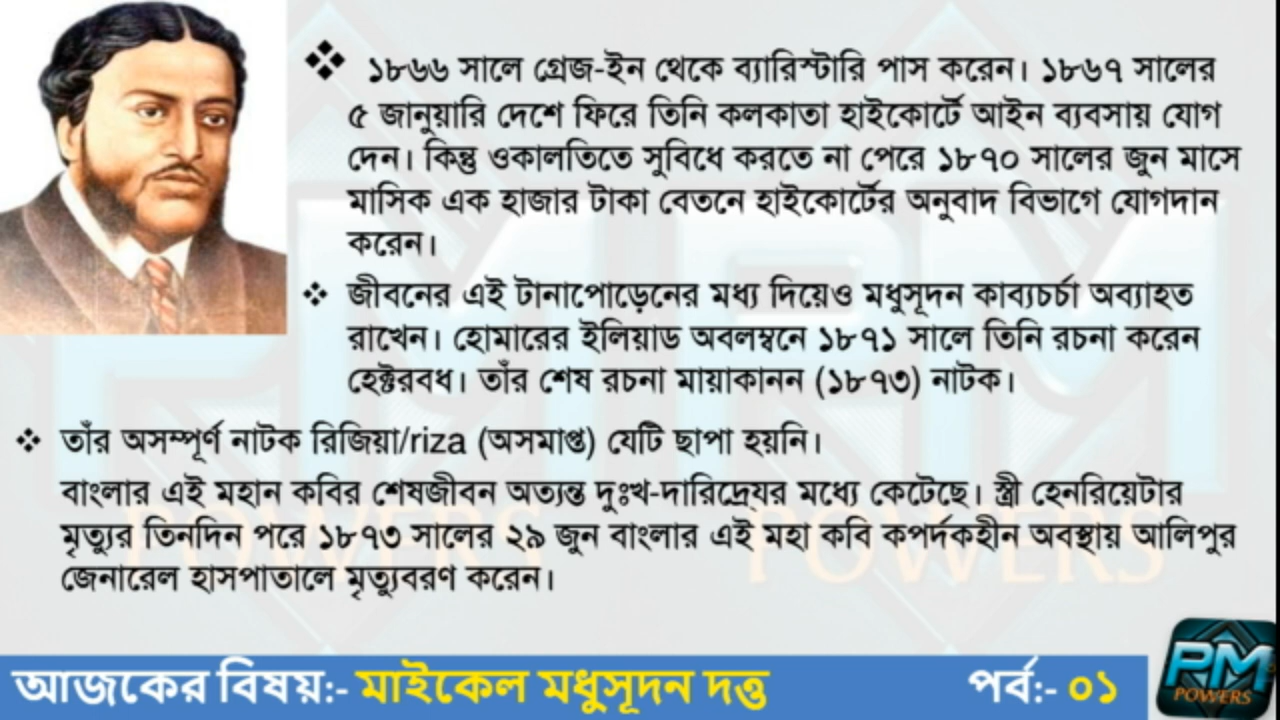 ❖ ১৮৬৬ সালে গ্রেজ-ইন থেকে ব্যারিস্টারি পাস করেন। ১৮৬৭ সালের
৫ জানুয়ারি দেশে ফিরে তিনি কলকাতা হাইকোর্টে আইন ব্যবসায় যোগ
দেন। কিন্তু ওকালতিতে সুবিধে করতে না পেরে ১৮৭০ সালের জুন মাসে
মাসিক এক হাজার টাকা বেতনে হাইকোর্টের অনুবাদ বিভাগে যোগদান
করেন।
❖ জীবনের এই টানাপোড়েনের মধ্য দিয়েও মধুসূদন কাব্যচর্চা অব্যাহত
রাখেন। হোমারের ইলিয়াড অবলম্বনে ১৮৭১ সালে তিনি রচনা করেন
হেক্টরবধ। তাঁর শেষ রচনা মায়াকানন (১৮৭৩) নাটক।
❖ তাঁর অসম্পূর্ণ নাটক রিজিয়া/riza (অসমাপ্ত) যেটি ছাপা হয়নি।
বাংলার এই মহান কবির শেষজীবন অত্যন্ত দুঃখ-দারিদ্র্যের মধ্যে কেটেছে। স্ত্রী হেনরিয়েটার
মৃত্যুর তিনদিন পরে ১৮৭৩ সালের ২৯ জুন বাংলার এই মহা কবি কপর্দকহীন অবস্থায় আলিপুর
জেনারেল হাসপাতালে মৃত্যুবরণ করেন।
আজকের বিষয়:- মাইকেল মধুসূদন দত্ত পর্ব:- ০১
PM
POWERS